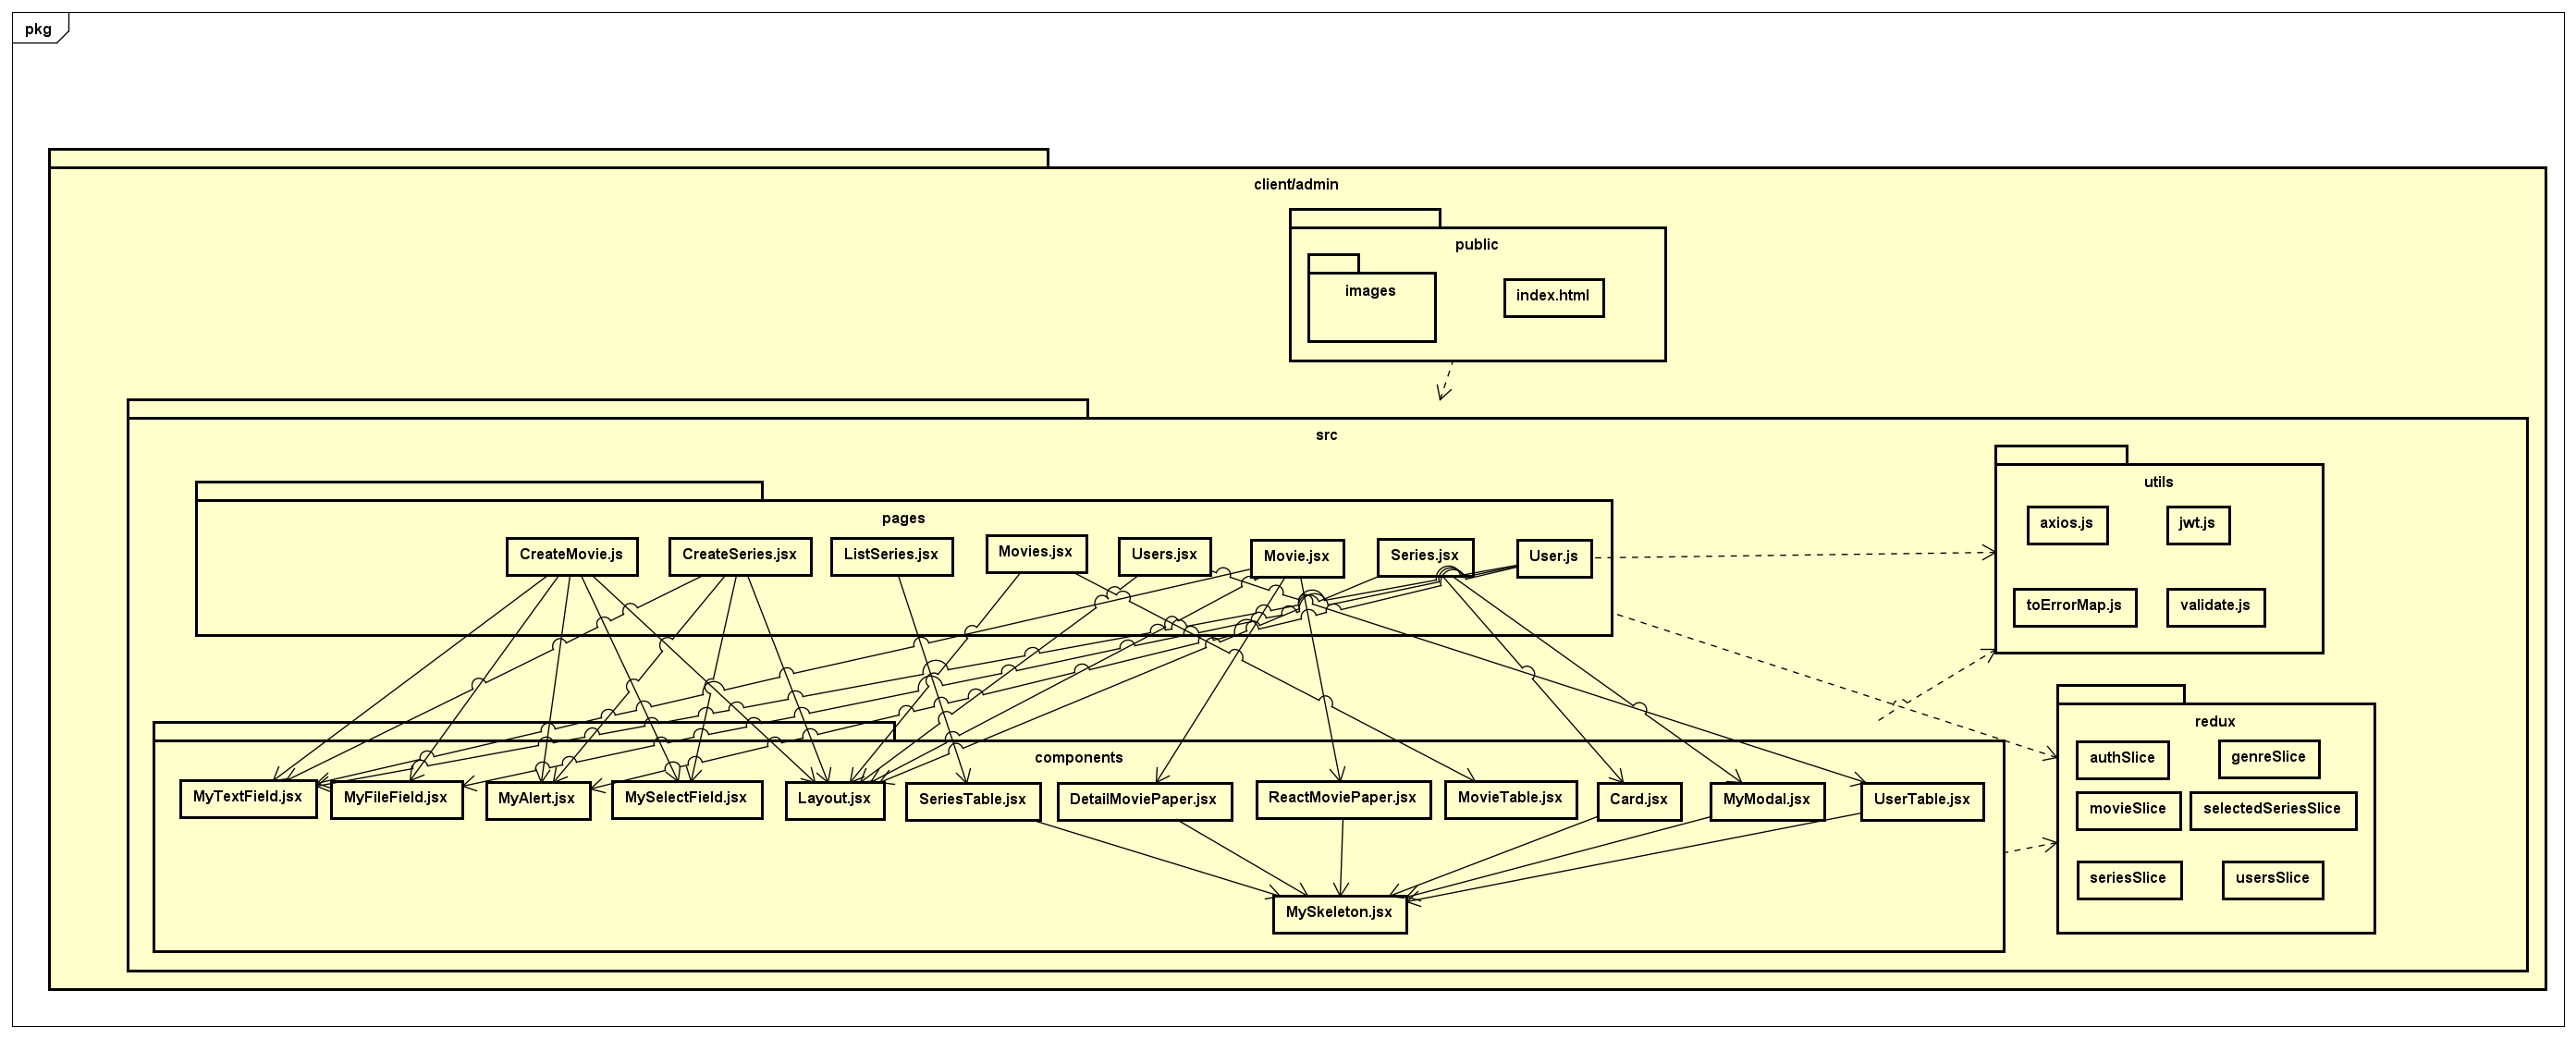 pkg
client/admin
public
images
index.html
src
pages
CreateMovie.js
CreateSeries.jsx
ListSeries.jsx
Movies.jsx
Users.jsx
Movie.jsx
Series.jsx
User.js
utils
axios.js
jwt.js
toErrorMap.js
validate.js
redux
authSlice
genreSlice
movieSlice
selectedSeriesSlice
seriesSlice
usersSlice
components
MyTextField.jsx
MyFileField.jsx
MyAlert.jsx
MySelectField.jsx
Layout.jsx
SeriesTable.jsx
DetailMoviePaper.jsx
ReactMoviePaper.jsx
MovieTable.jsx
Card.jsx
MyModal.jsx
UserTable.jsx
MySkeleton.jsx